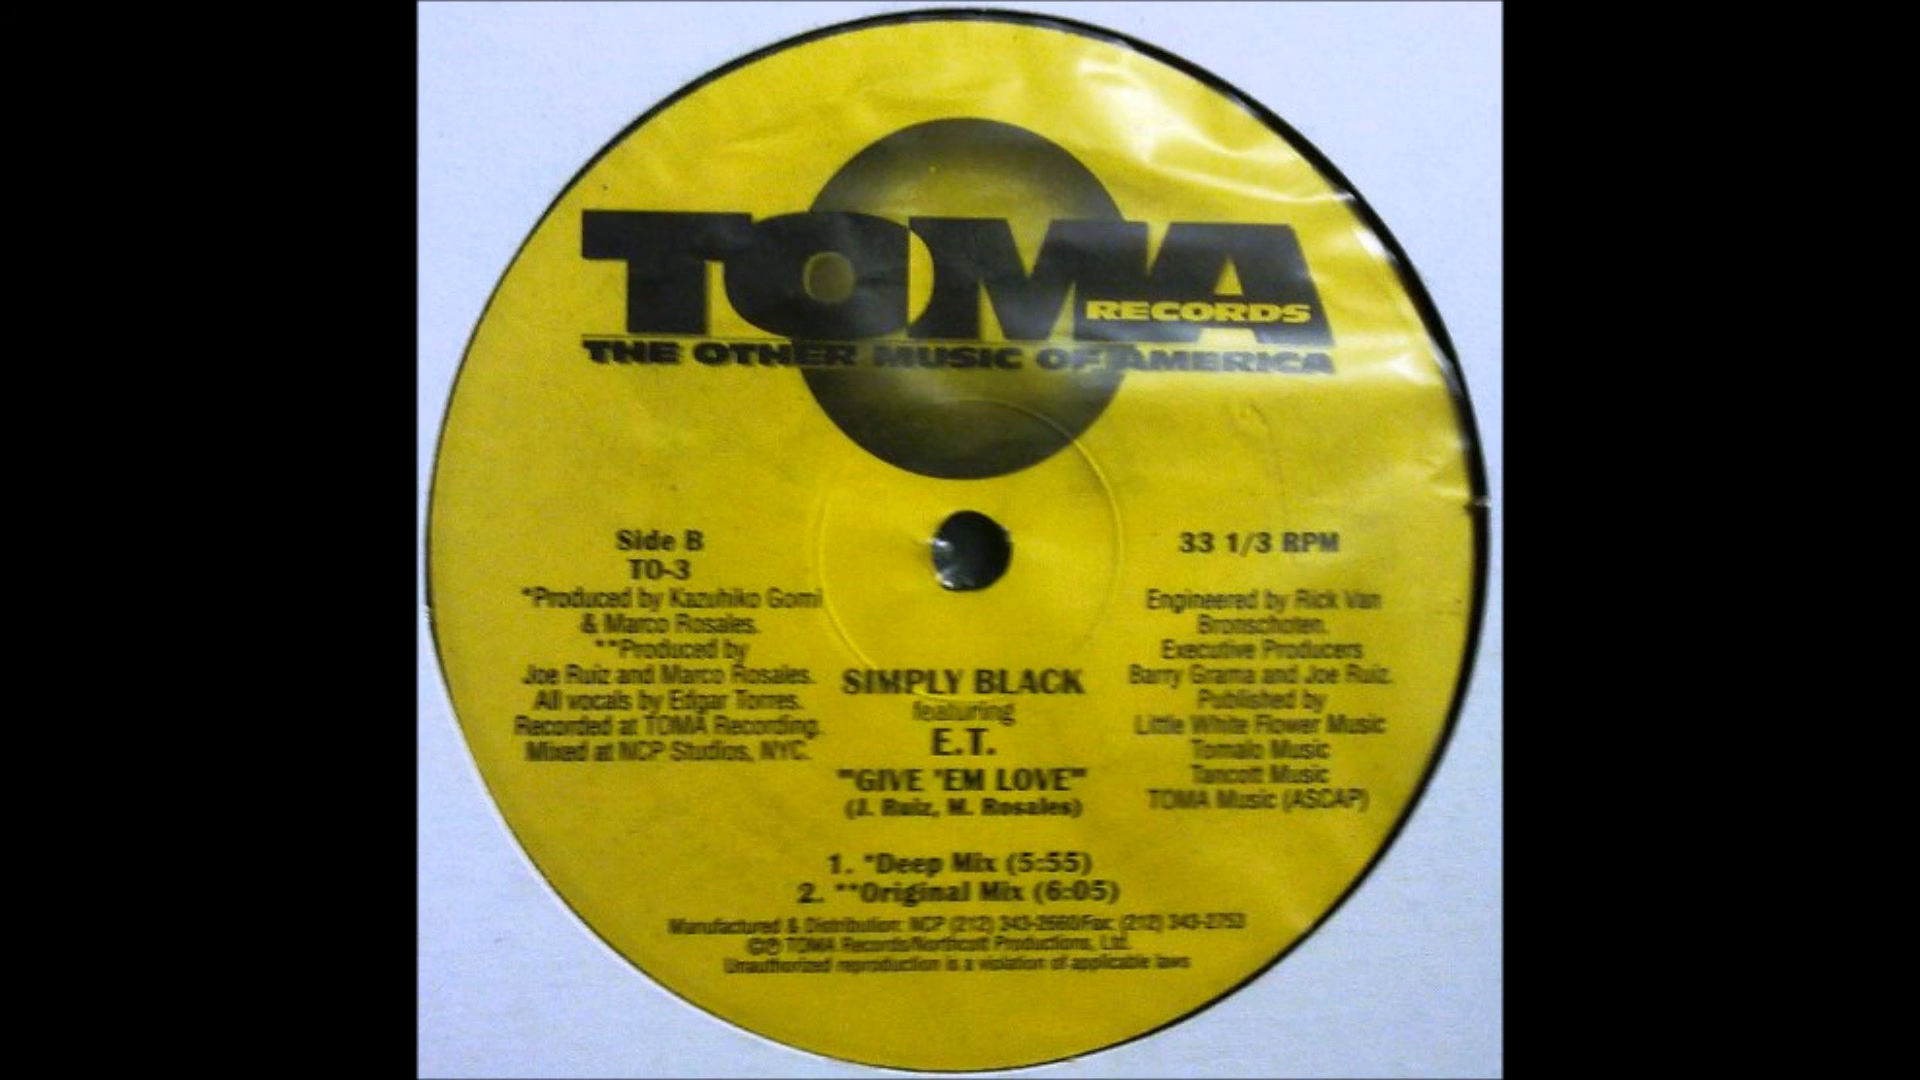 TOMA
RECORDS
THE OTHER MUSIC OF AMERICA
Side B
TO-3
*Produced by Kazuhiko Gomi
& Marco Rosales.
**Produced by
Joe Ruiz and Marco Rosales.
All vocals by Edgar Torres.
Recorded at TOMA Recording.
Mixed at NCP Studios, NYC.
33 1/3 RPM
Engineered by Rick Van
Bronschoten.
Executive Producers
Barry Grama and Joe Ruiz.
Published by
Little White Flower Music
Tomalo Music
Tancott Music
TOMA Music (ASCAP)
SIMPLY BLACK
featuring
E.T.
"GIVE 'EM LOVE"
(J. Ruiz, M. Rosales)
1. *Deep Mix (5:55)
2. **Original Mix (6:05)
Manufactured & Distribution: NCP (212) 343-2660/Fax: (212) 343-2753
©℗ TOMA Records/Northcott Productions, Ltd.
Unauthorized reproduction is a violation of applicable laws